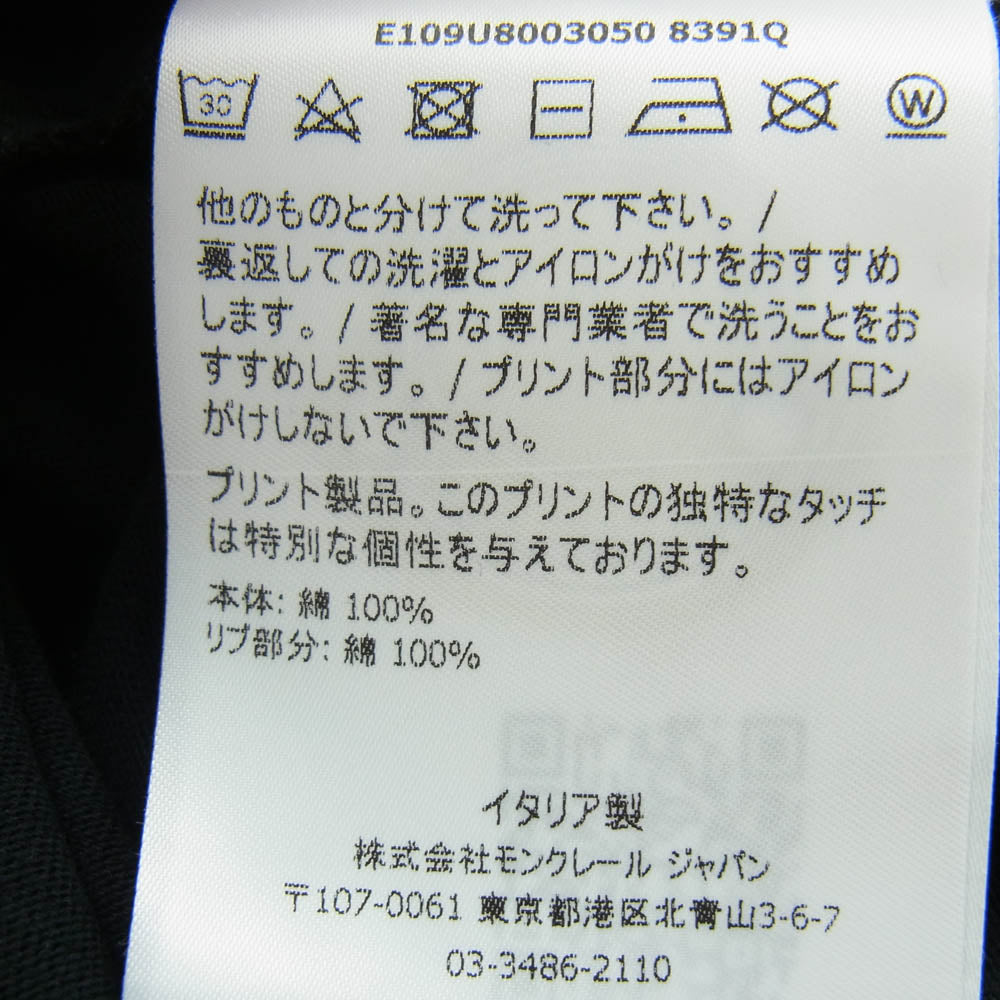 E109U8003050 8391Q
30 W
他のものと分けて洗って下さい。/
裏返しての洗濯とアイロンがけをおすすめ
します。/ 著名な専門業者で洗うことをお
すすめします。/ プリント部分にはアイロン
がけしないで下さい。
プリント製品。このプリントの独特なタッチ
は特別な個性を与えております。
本体: 綿 100%
リブ部分: 綿 100%
イタリア製
株式会社モンクレール ジャパン
〒107-0061 東京都港区北青山3-6-7
03-3486-2110